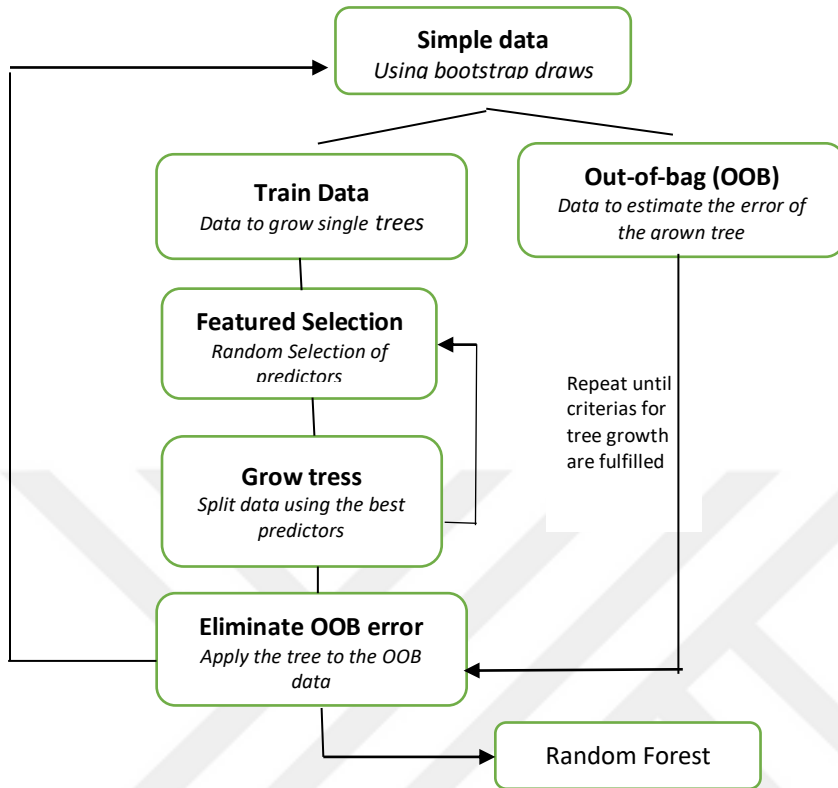 Simple data
Using bootstrap draws
Train Data
Data to grow single trees
Out-of-bag (OOB)
Data to estimate the error of
the grown tree
Featured Selection
Random Selection of
predictors
Repeat until
criterias for
tree growth
are fulfilled
Grow tress
Split data using the best
predictors
Eliminate OOB error
Apply the tree to the OOB
data
Random Forest